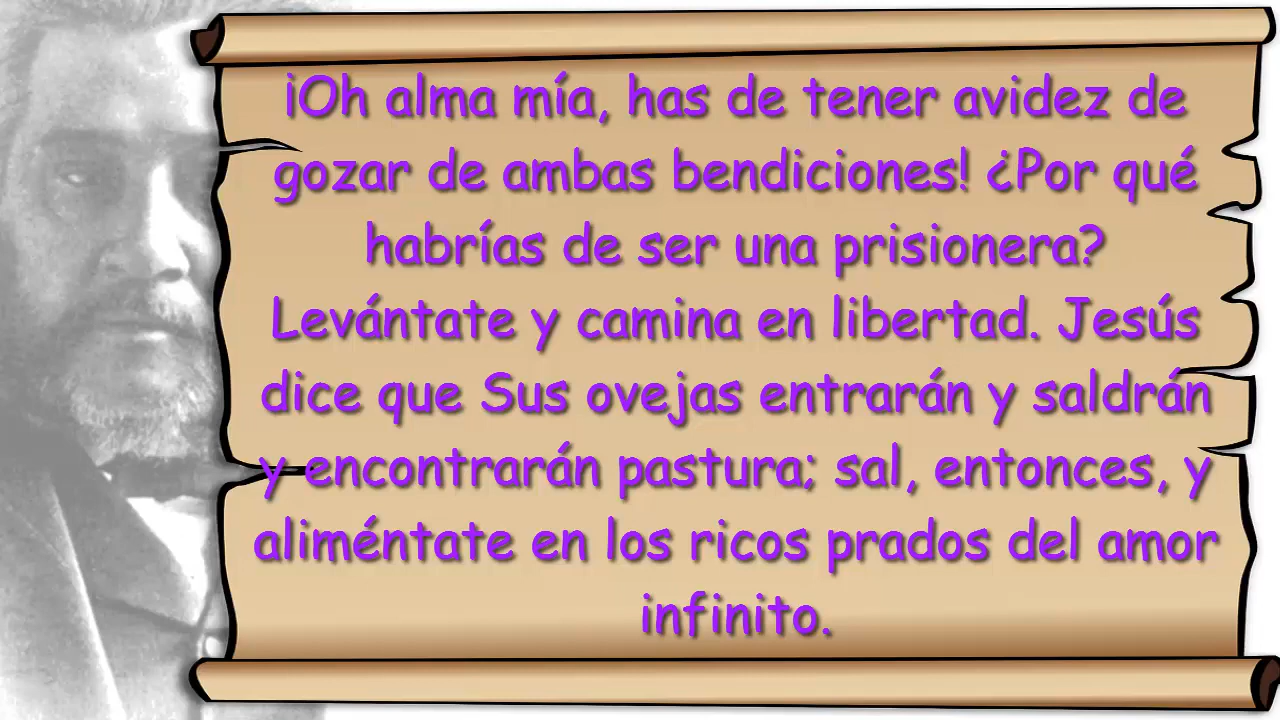 ¡Oh alma mía, has de tener avidez de
gozar de ambas bendiciones! ¿Por qué
habrías de ser una prisionera?
Levántate y camina en libertad. Jesús
dice que Sus ovejas entrarán y saldrán
y encontrarán pastura; sal, entonces, y
aliméntate en los ricos prados del amor
infinito.